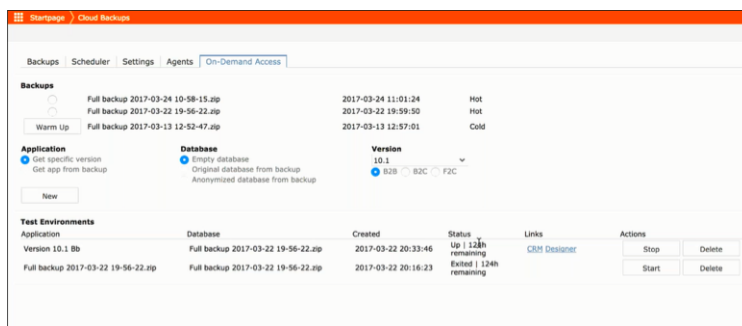 Startpage Cloud Backups
Backups Scheduler Settings Agents On-Demand Access
Backups
Full backup 2017-03-24 10-58-15.zip 2017-03-24 11:01:24 Hot
Full backup 2017-03-22 19-56-22.zip 2017-03-22 19:59:50 Hot
Warm Up Full backup 2017-03-13 12-52-47.zip 2017-03-13 12:57:01 Cold
Application Database Version
Get specific version Empty database 10.1
Get app from backup Original database from backup B2B B2C F2C
Anonymized database from backup
New
Test Environments
Application Database Created Status Links Actions
Version 10.1 Bb Full backup 2017-03-22 19-56-22.zip 2017-03-22 20:33:46 Up | 124h remaining CRM Designer Stop Delete
Full backup 2017-03-22 19-56-22.zip Full backup 2017-03-22 19-56-22.zip 2017-03-22 20:16:23 Exited | 124h remaining Start Delete